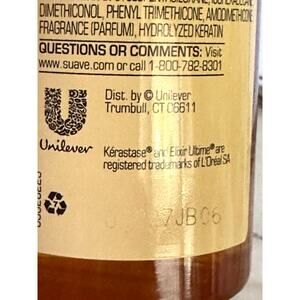 DIMETHICONOL, PHENYL TRIMETHICONE, AMODIMETHICONE
FRAGRANCE (PARFUM), HYDROLYZED KERATIN
QUESTIONS OR COMMENTS: Visit
www.suave.com or call 1-800-782-8301
Dist. by © Unilever
Trumbull, CT 06611
Unilever
Kérastase® and Elixir Ultime® are
registered trademarks of L'Oréal SA
7JB06